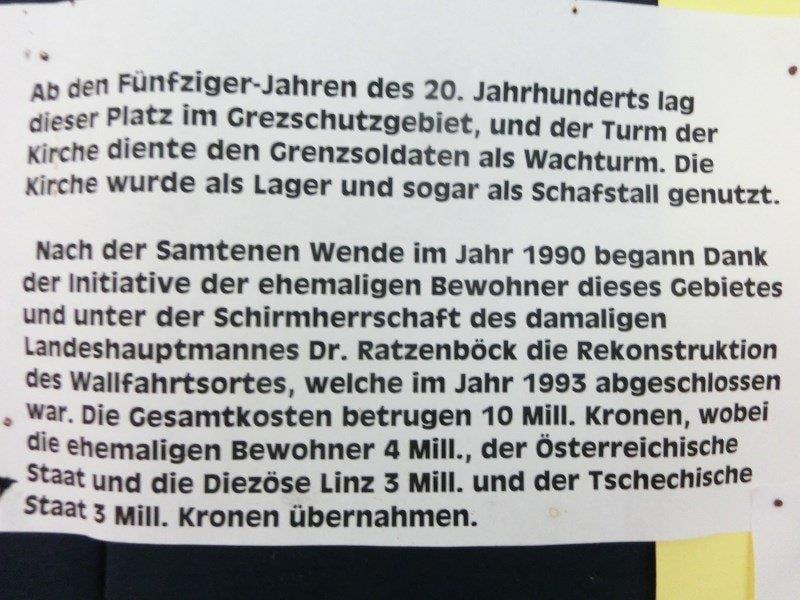 Ab den Fünfziger-Jahren des 20. Jahrhunderts lag
dieser Platz im Grezschutzgebiet, und der Turm der
Kirche diente den Grenzsoldaten als Wachturm. Die
Kirche wurde als Lager und sogar als Schafstall genutzt.
Nach der Samtenen Wende im Jahr 1990 begann Dank
der Initiative der ehemaligen Bewohner dieses Gebietes
und unter der Schirmherrschaft des damaligen
Landeshauptmannes Dr. Ratzenböck die Rekonstruktion
des Wallfahrtsortes, welche im Jahr 1993 abgeschlossen
war. Die Gesamtkosten betrugen 10 Mill. Kronen, wobei
die ehemaligen Bewohner 4 Mill., der Österreichische
Staat und die Diezöse Linz 3 Mill. und der Tschechische
Staat 3 Mill. Kronen übernahmen.